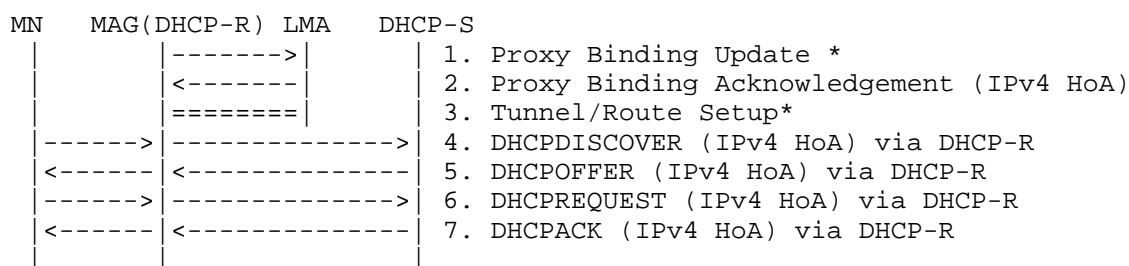 MN MAG(DHCP-R) LMA DHCP-S
|------->| 1. Proxy Binding Update *
|<-------| 2. Proxy Binding Acknowledgement (IPv4 HoA)
|========| 3. Tunnel/Route Setup*
|------>|-------------->| 4. DHCPDISCOVER (IPv4 HoA) via DHCP-R
|<------|<--------------| 5. DHCPOFFER (IPv4 HoA) via DHCP-R
|------>|-------------->| 6. DHCPREQUEST (IPv4 HoA) via DHCP-R
|<------|<--------------| 7. DHCPACK (IPv4 HoA) via DHCP-R